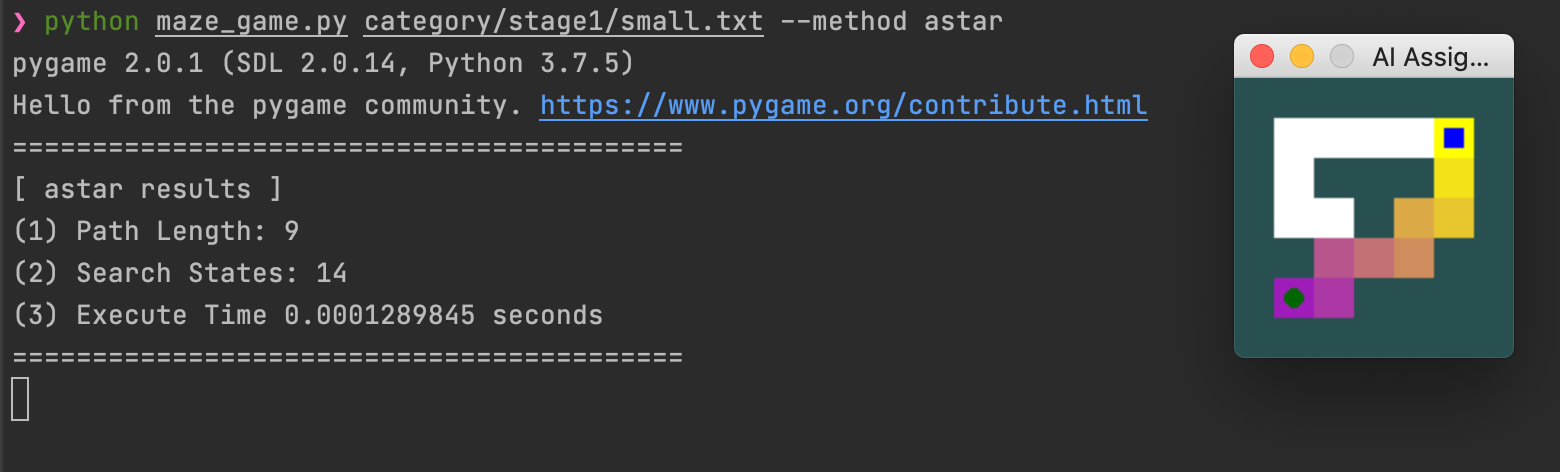 ❯ python maze_game.py category/stage1/small.txt --method astar
pygame 2.0.1 (SDL 2.0.14, Python 3.7.5)
Hello from the pygame community. https://www.pygame.org/contribute.html
==========================================
[ astar results ]
(1) Path Length: 9
(2) Search States: 14
(3) Execute Time 0.0001289845 seconds
==========================================
AI Assig...